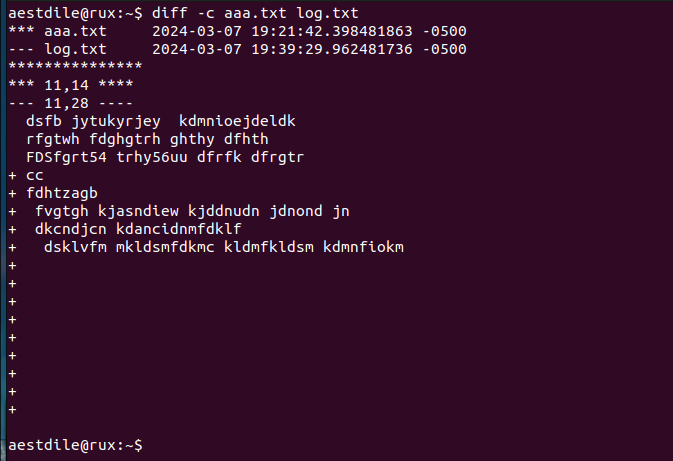 aestdile@rux:~$ diff -c aaa.txt log.txt
*** aaa.txt     2024-03-07 19:21:42.398481863 -0500
--- log.txt     2024-03-07 19:39:29.962481736 -0500
***************
*** 11,14 ****
--- 11,28 ----
  dsfb jytukyrjey  kdmnioejdeldk
  rfgtwh fdghgtrh ghthy dfhth
  FDSfgrt54 trhy56uu dfrfk dfrgtr
+ cc
+ fdhtzagb
+  fvgtgh kjasndiew kjddnudn jdnond jn
+  dkcndjcn kdancidnmfdklf
+   dsklvfm mkldsmfdkmc kldmfkldsm kdmnfiokm
+
+
+
+
+
+
+
+
+
aestdile@rux:~$